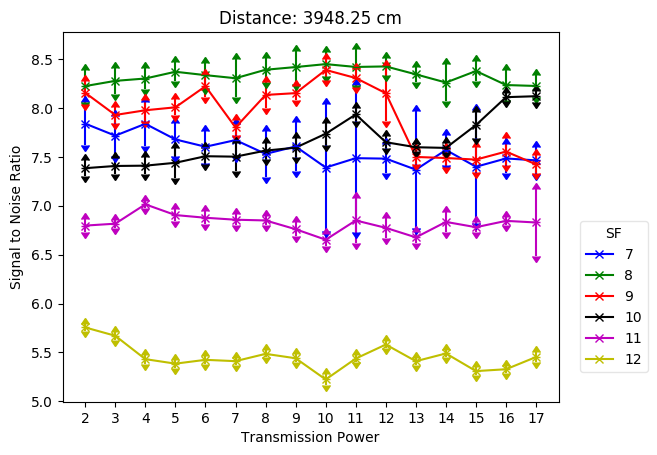 Distance: 3948.25 cm
Signal to Noise Ratio
8.5
8.0
7.5
7.0
6.5
6.0
5.5
5.0
2 3 4 5 6 7 8 9 10 11 12 13 14 15 16 17
Transmission Power
SF
7
8
9
10
11
12